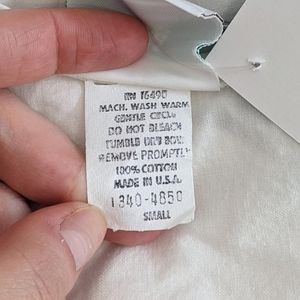 RN 16490
MACH. WASH WARM
GENTLE CYCLE
DO NOT BLEACH
TUMBLE DRY LOW
REMOVE PROMPTLY
100% COTTON
MADE IN U.S.A.
1340-4850
SMALL